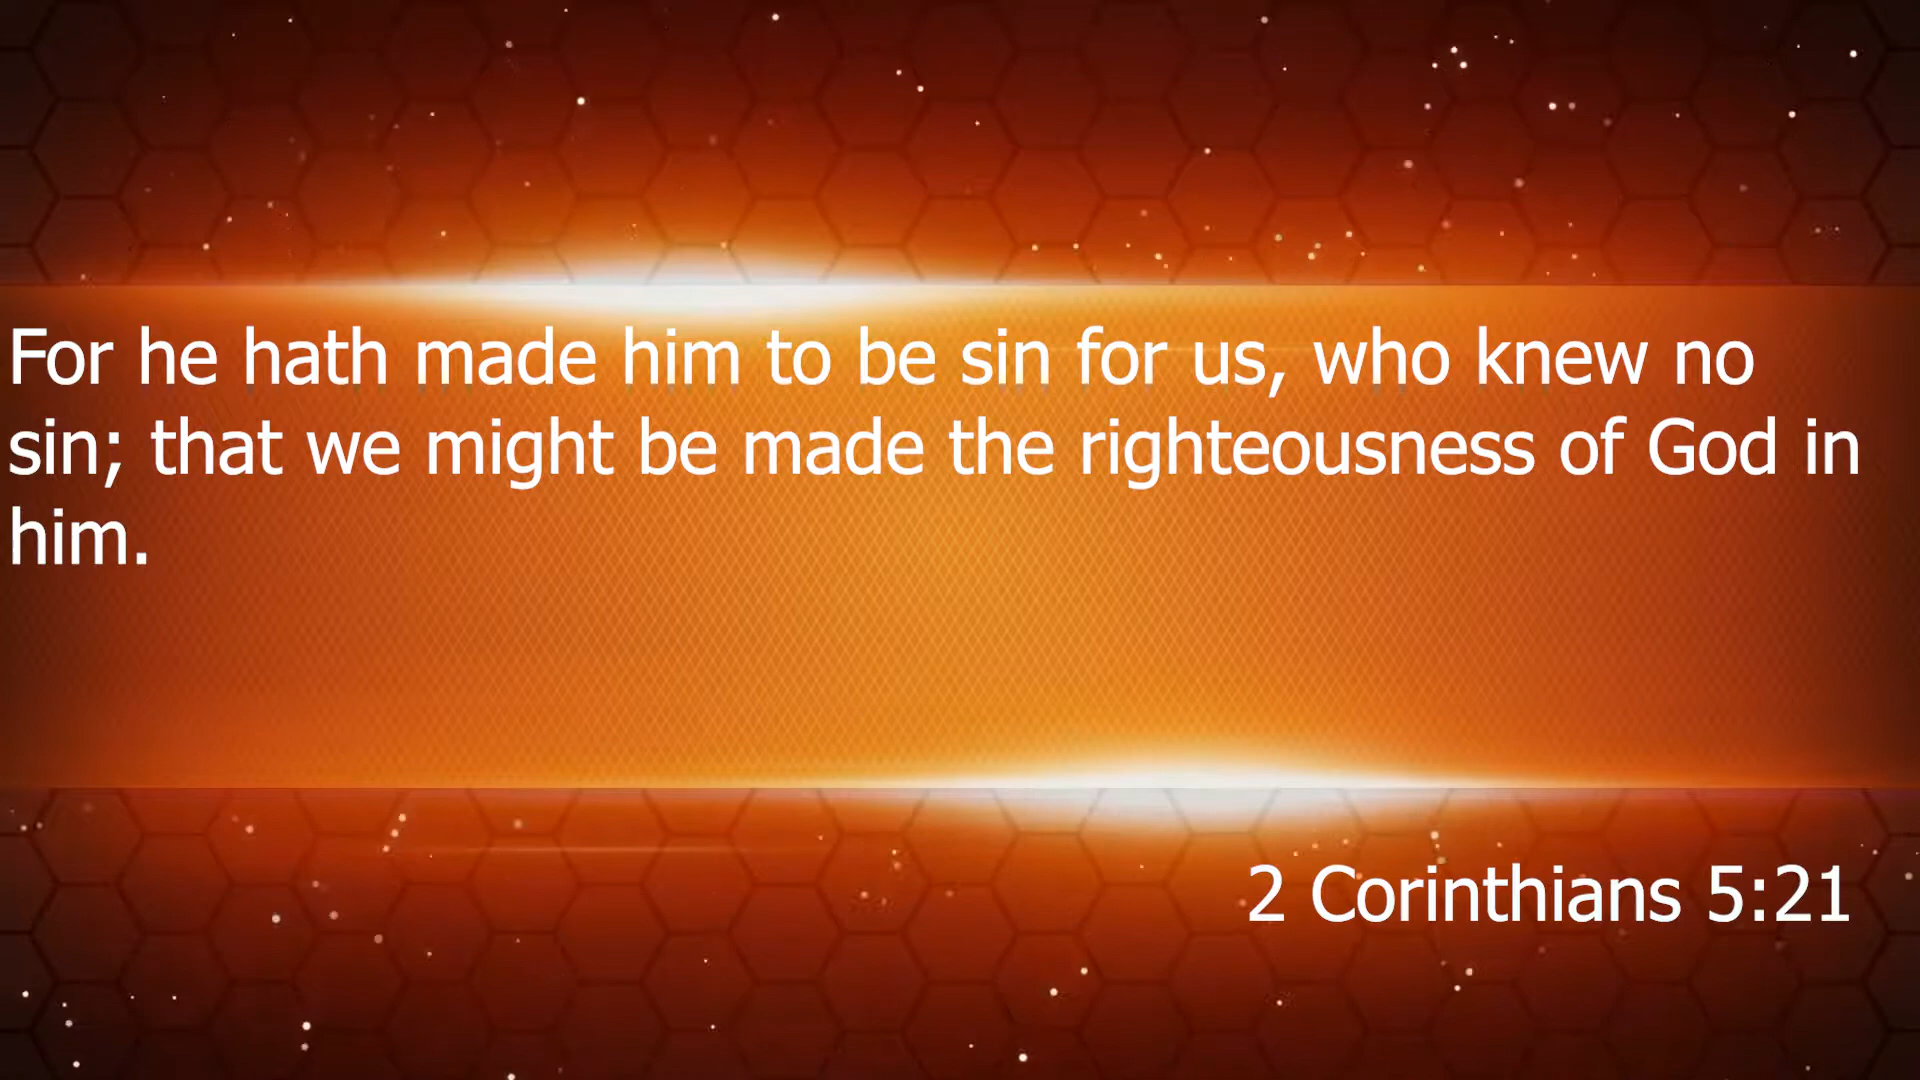 For he hath made him to be sin for us, who knew no
sin; that we might be made the righteousness of God in
him.
2 Corinthians 5:21